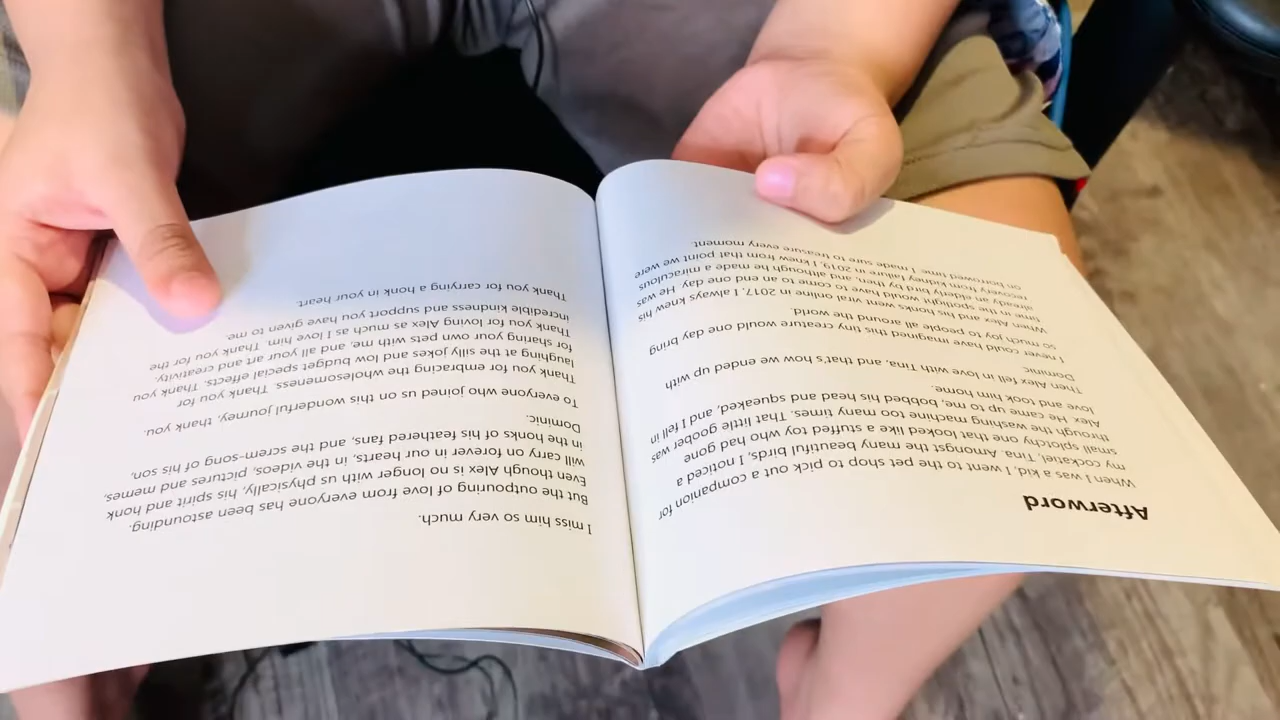 Afterword
When I was a kid, I went to the pet shop to pick out a companion for
my cockatiel, Tina. Amongst the many beautiful birds, I noticed a
small splotchy one that looked like a stuffed toy who had gone
through the washing machine too many times. That little goober was
Alex. He came up to me, bobbed his head and squeaked, and I fell in
love and took him home.
Then Alex fell in love with Tina, and that's how we ended up with
Dominic.
I never could have imagined this tiny creature would one day bring
so much joy to people all around the world.
When Alex and his honks went viral online in 2017, I always knew his
time in the spotlight would have to come to an end one day. He was
already an elderly bird by then, and although he made a miraculous
recovery from kidney failure in 2019, I knew from that point we were
on borrowed time. I made sure to treasure every moment.
I miss him so very much.
But the outpouring of love from everyone has been astounding.
Even though Alex is no longer with us physically, his spirit and honk
will carry on forever in our hearts, in the videos, pictures and memes,
in the honks of his feathered fans, and the screm-song of his son,
Dominic.
To everyone who joined us on this wonderful journey, thank you.
Thank you for embracing the wholesomeness. Thank you for
laughing at the silly jokes and low budget special effects. Thank you
for sharing your own pets with me, and all your art and creativity.
Thank you for loving Alex as much as I love him. Thank you for the
incredible kindness and support you have given to me.
Thank you for carrying a honk in your heart.